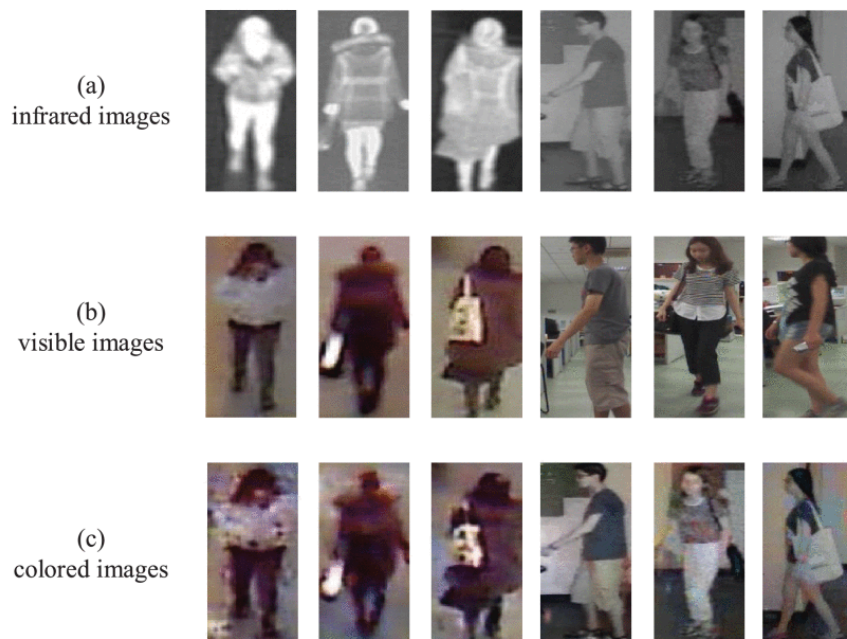 (a)
infrared images
(b)
visible images
(c)
colored images